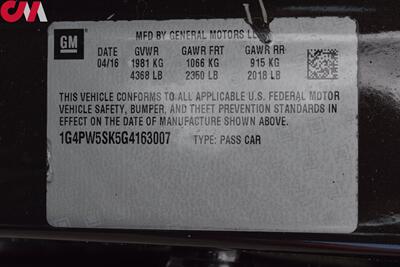 CMA
GM
MFD BY GENERAL MOTORS LLC
DATE GVWR GAWR FRT GAWR RR
04/16 1981 KG 1066 KG 915 KG
4368 LB 2350 LB 2018 LB
THIS VEHICLE CONFORMS TO ALL APPLICABLE U.S. FEDERAL MOTOR
VEHICLE SAFETY, BUMPER, AND THEFT PREVENTION STANDARDS IN
EFFECT ON THE DATE OF MANUFACTURE SHOWN ABOVE.
1G4PW5SK5G4163007 TYPE: PASS CAR